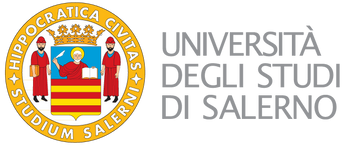 HIPPOCRATICA CIVITAS
STUDIUM SALERNI
UNIVERSITÀ
DEGLI STUDI
DI SALERNO